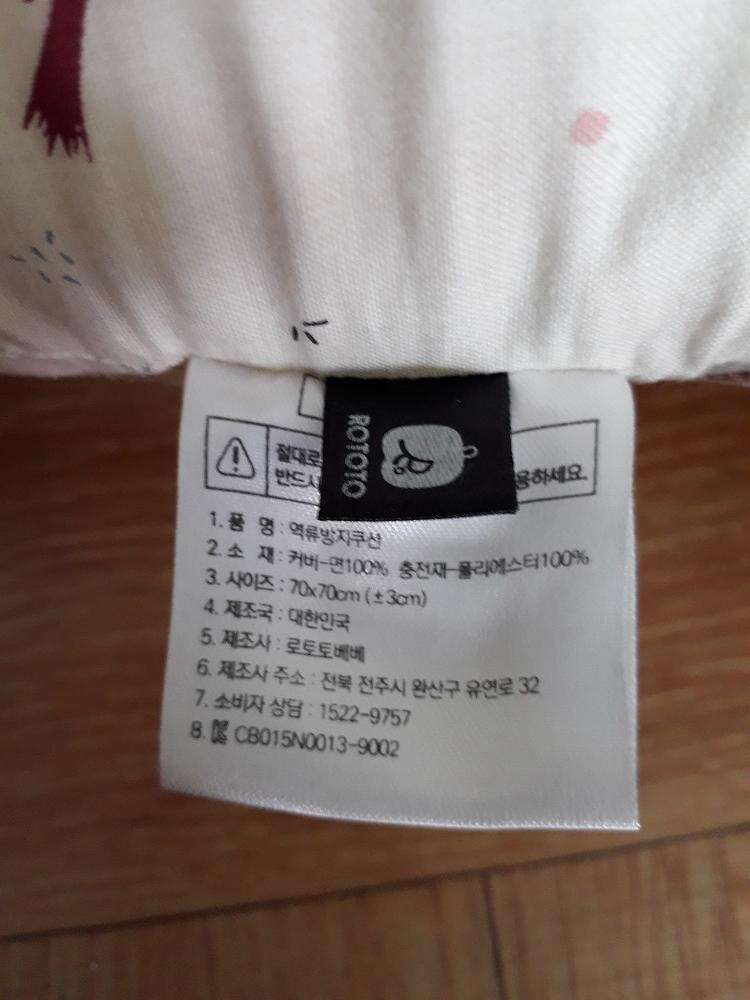 ROTOTO
절대로
반드시
용하세요.
1. 품 명 : 역류방지쿠션
2. 소 재 : 커버-면100% 충전재-폴리에스터100%
3. 사이즈 : 70x70cm (±3cm)
4. 제조국 : 대한민국
5. 제조사 : 로토토베베
6. 제조사 주소 : 전북 전주시 완산구 유연로 32
7. 소비자 상담 : 1522-9757
8. CB015N0013-9002